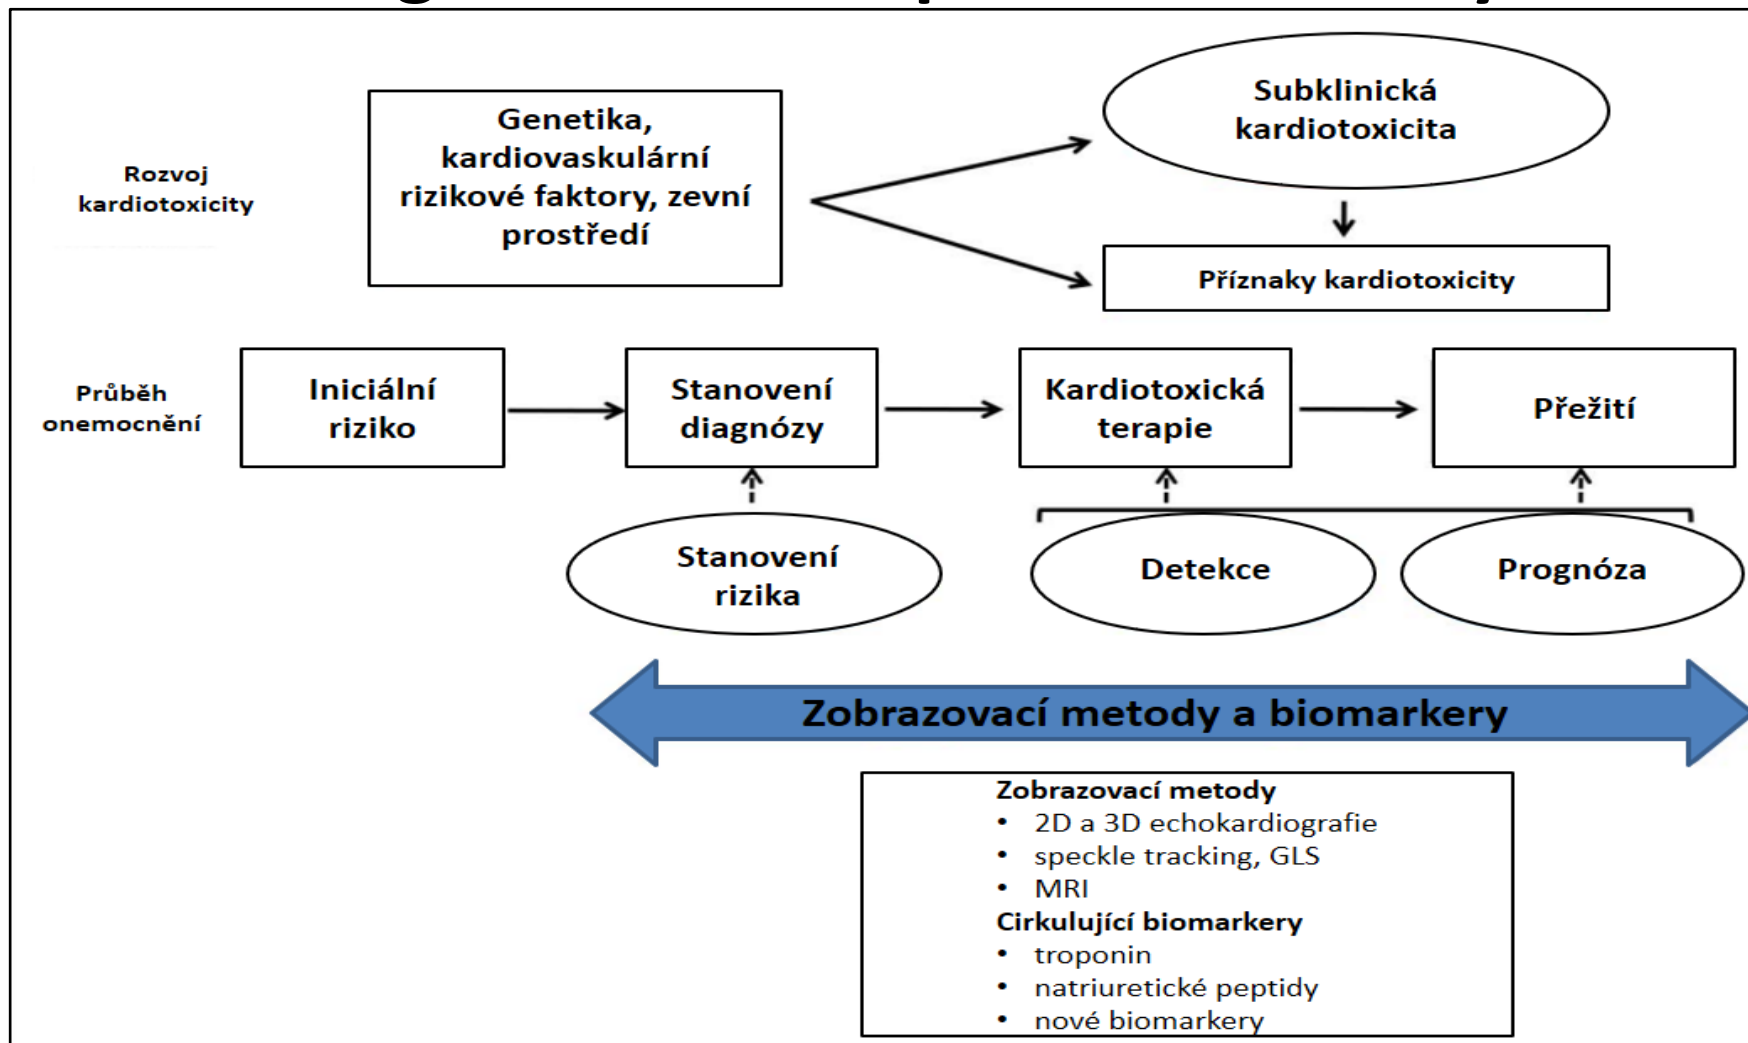 Genetika,
kardiovaskulární
rizikové faktory, zevní
prostředí
Subklinická
kardiotoxicita
Rozvoj
kardiotoxicity
Příznaky kardiotoxicity
Průběh
onemocnění
Iniciální
riziko
Stanovení
diagnózy
Kardiotoxická
terapie
Přežití
Stanovení
rizika
Detekce
Prognóza
Zobrazovací metody a biomarkery
Zobrazovací metody
• 2D a 3D echokardiografie
• speckle tracking, GLS
• MRI
Cirkulující biomarkery
• troponin
• natriuretické peptidy
• nové biomarkery